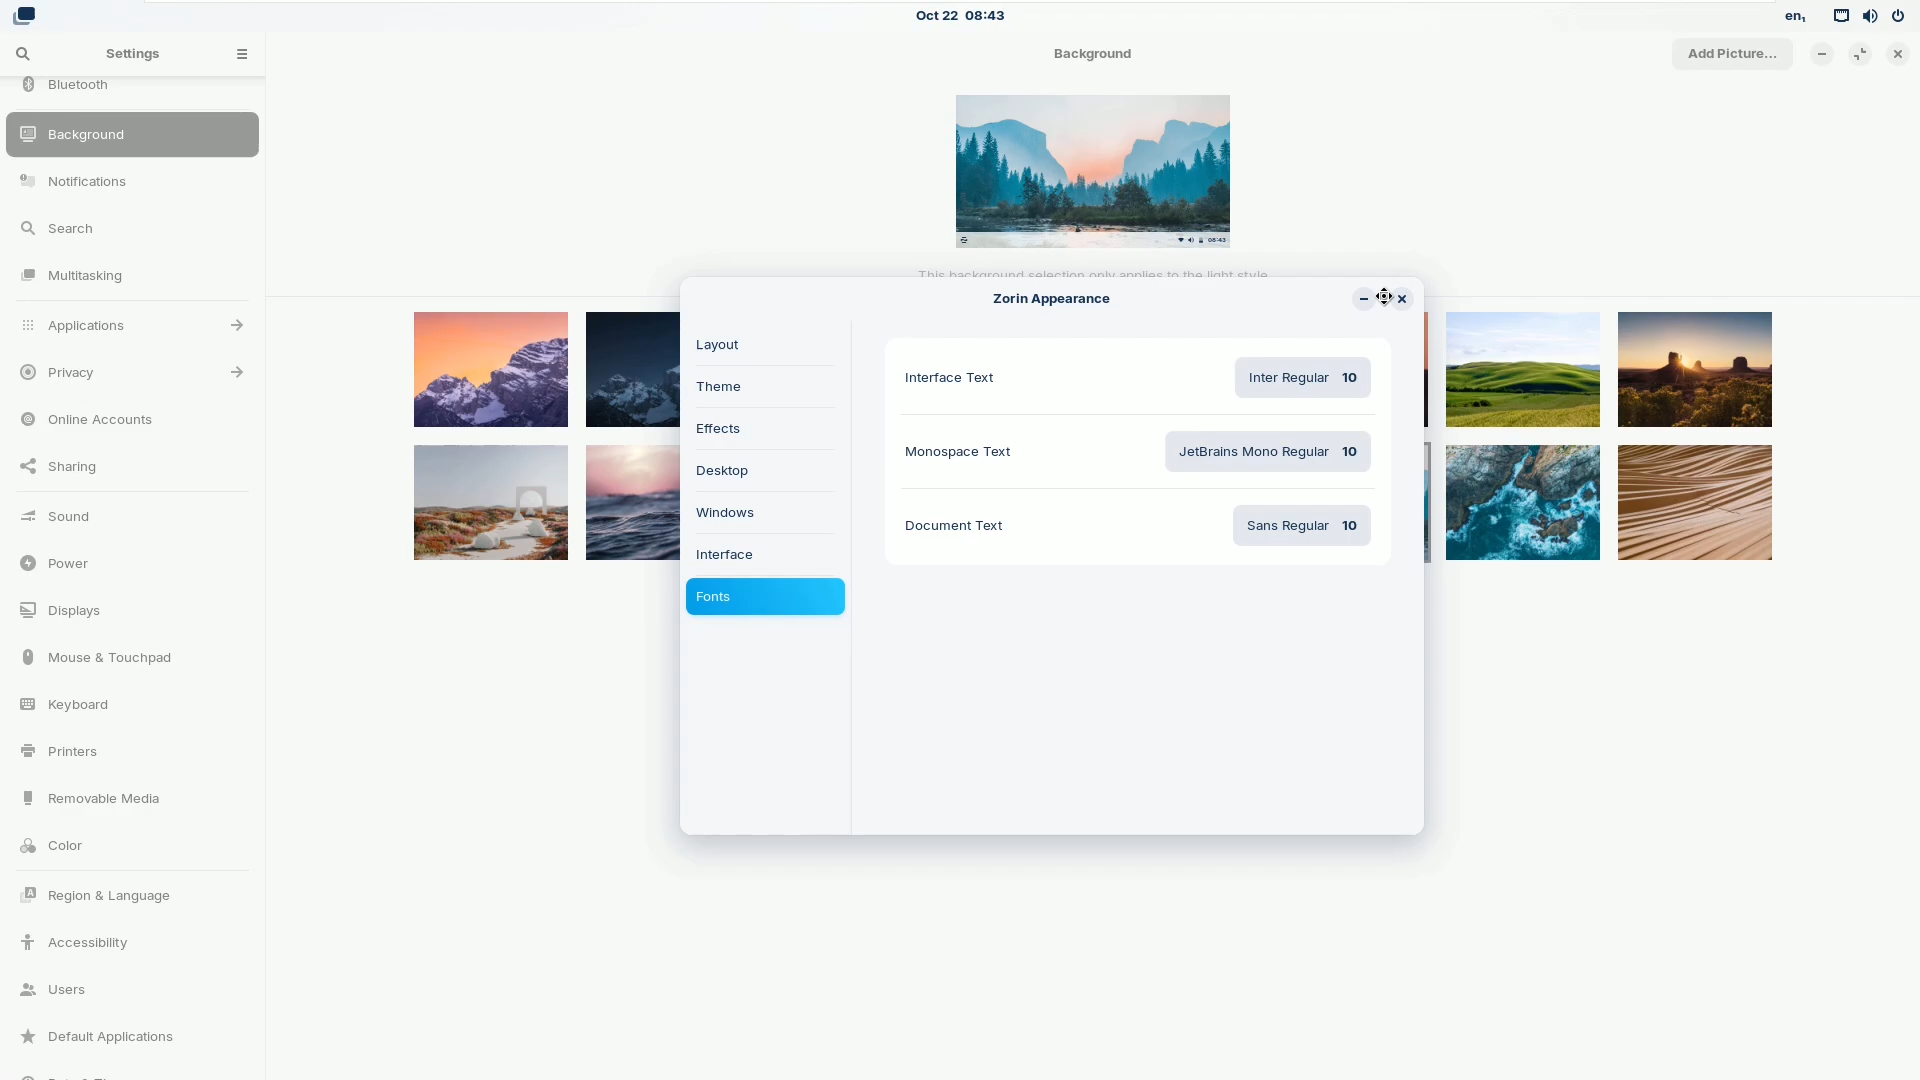 Oct 22 08:43
en₁
Settings
Background
Add Picture...
Bluetooth
Background
Notifications
Search
Multitasking
Applications
Privacy
Online Accounts
Sharing
Sound
Power
Displays
Mouse & Touchpad
Keyboard
Printers
Removable Media
Color
Region & Language
Accessibility
Users
Default Applications
08:43
This background selection only applies to the light style
Zorin Appearance
Layout
Theme
Effects
Desktop
Windows
Interface
Fonts
Interface Text
Inter Regular 10
Monospace Text
JetBrains Mono Regular 10
Document Text
Sans Regular 10